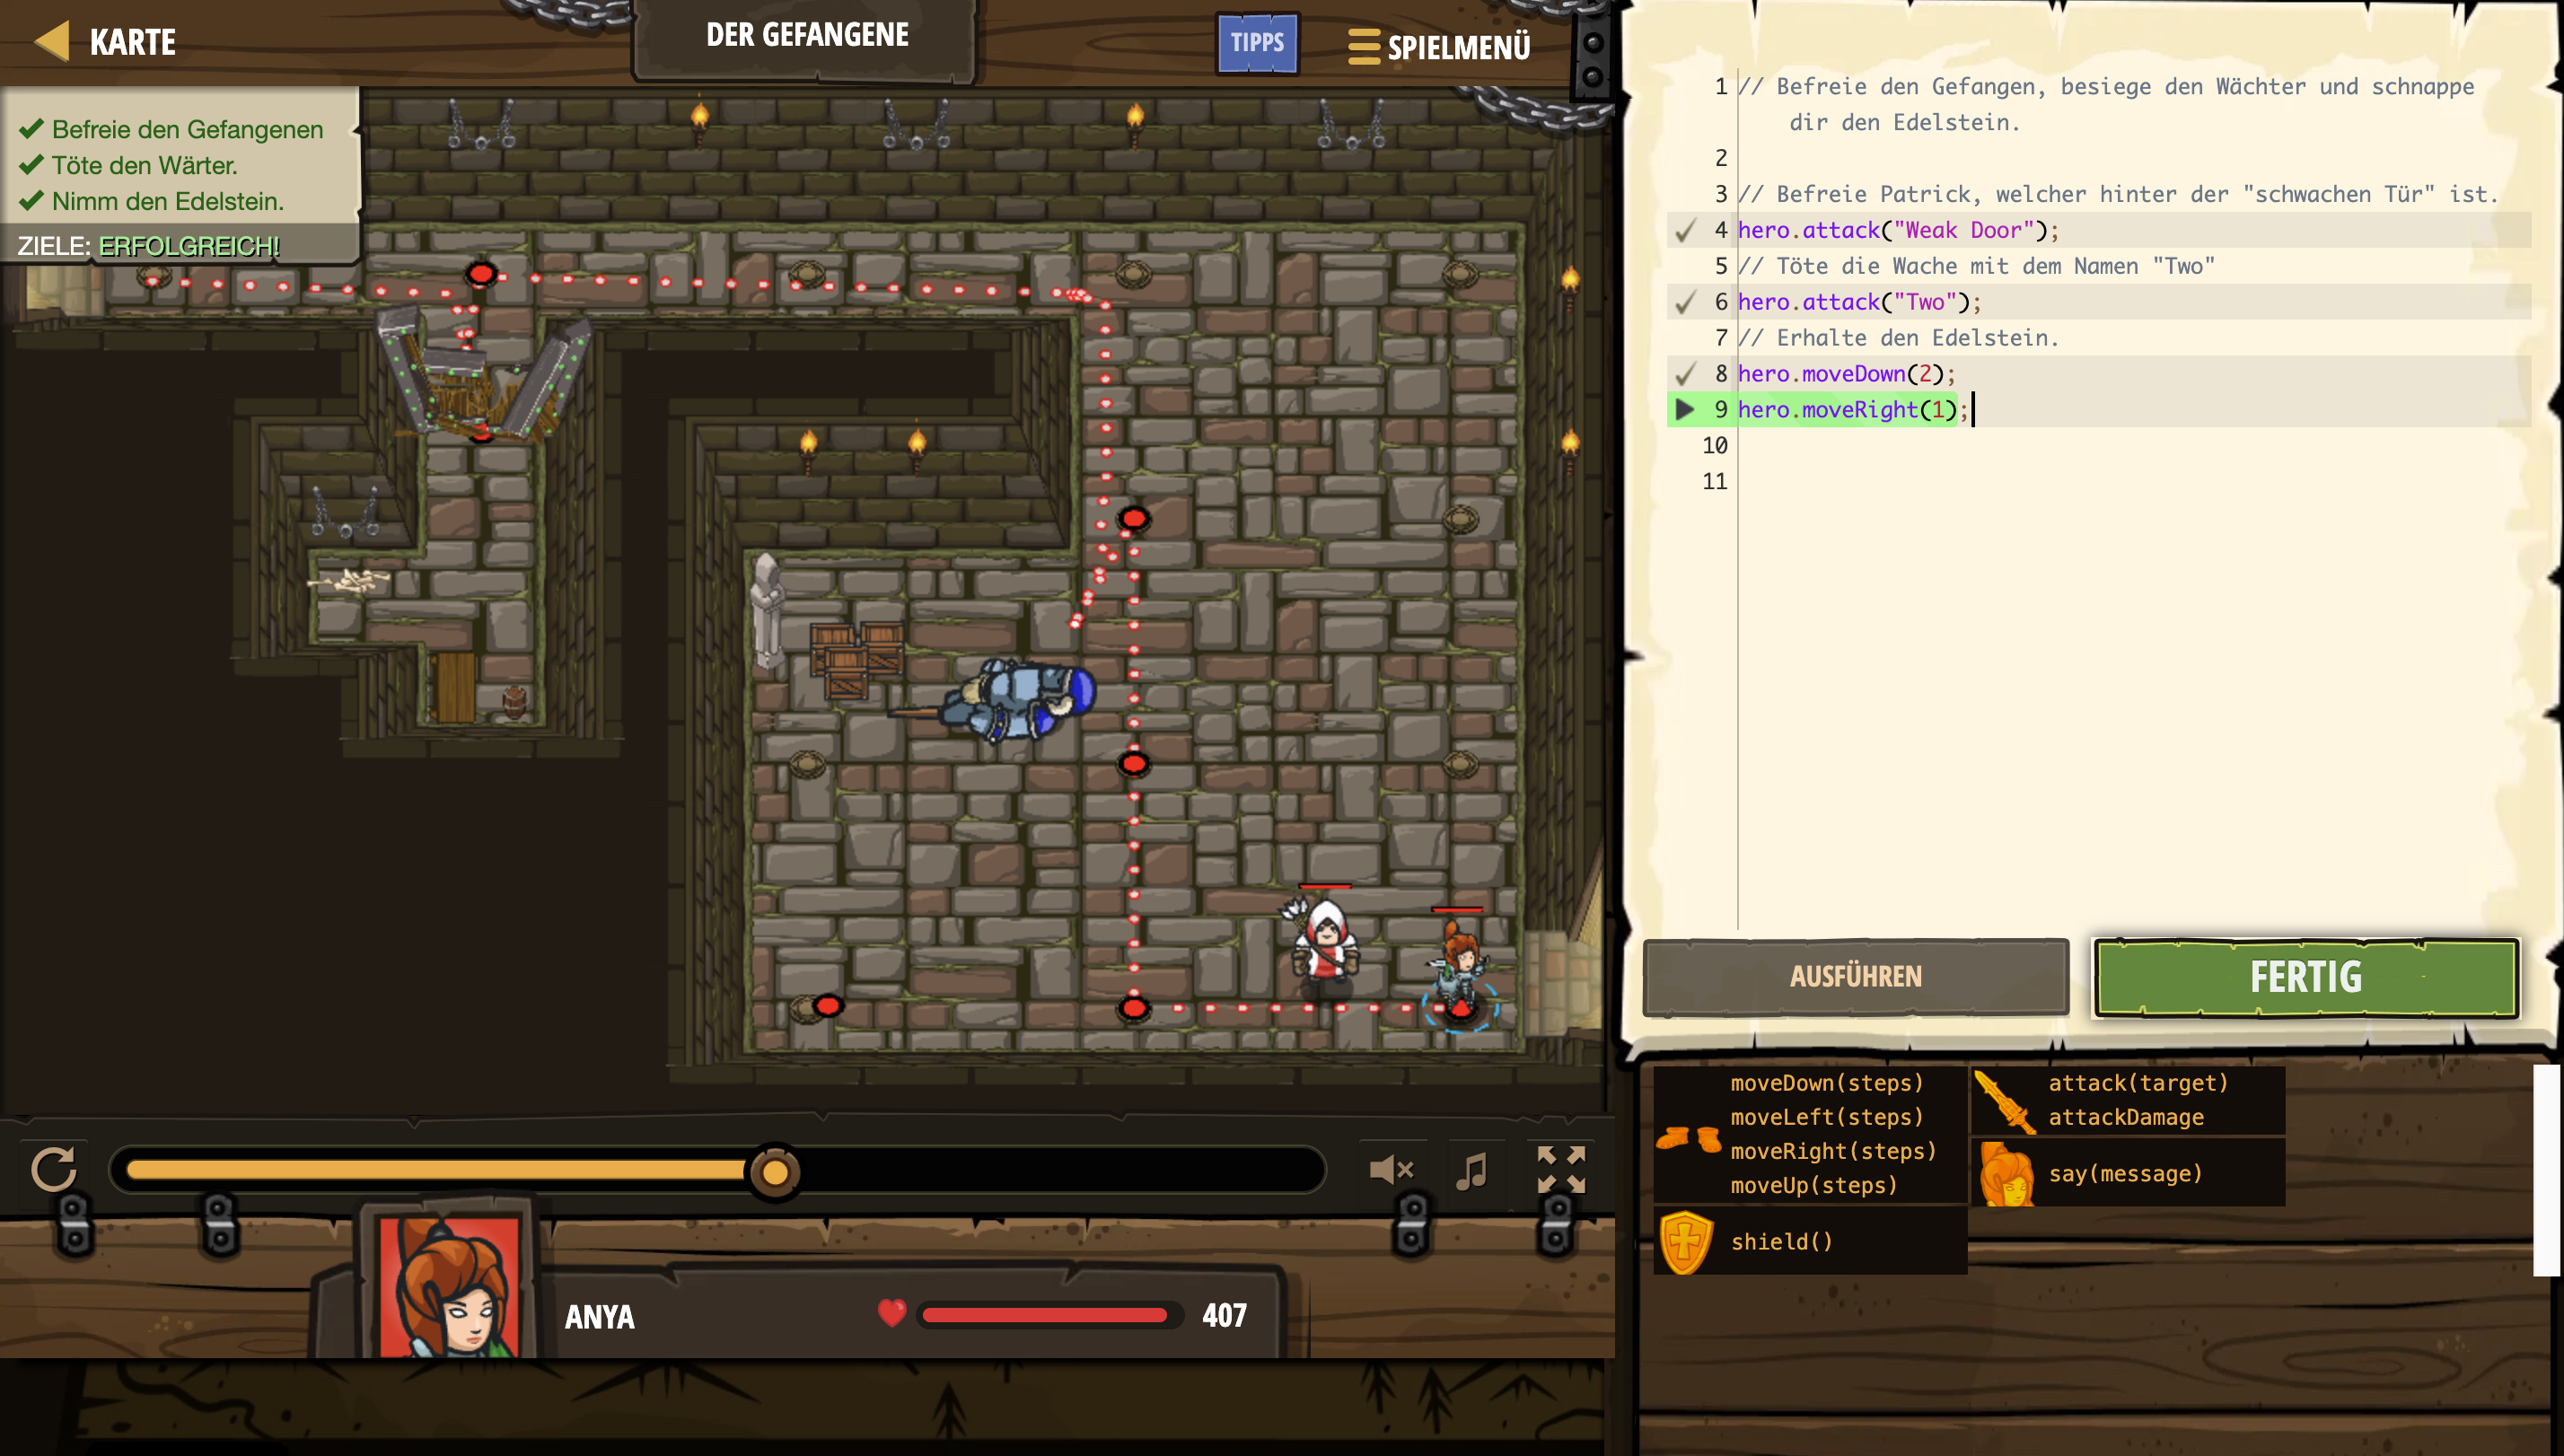 KARTE
DER GEFANGENE
TIPPS
SPIELMENÜ
Befreie den Gefangenen
Töte den Wärter.
Nimm den Edelstein.
ZIELE: ERFOLGREICH!
1 // Befreie den Gefangen, besiege den Wächter und schnappe
dir den Edelstein.
2
3 // Befreie Patrick, welcher hinter der "schwachen Tür" ist.
4 hero.attack("Weak Door");
5 // Töte die Wache mit dem Namen "Two"
6 hero.attack("Two");
7 // Erhalte den Edelstein.
8 hero.moveDown(2);
9 hero.moveRight(1);
10
11
AUSFÜHREN
FERTIG
moveDown(steps)
moveLeft(steps)
moveRight(steps)
moveUp(steps)
attack(target)
attackDamage
say(message)
shield()
ANYA
407